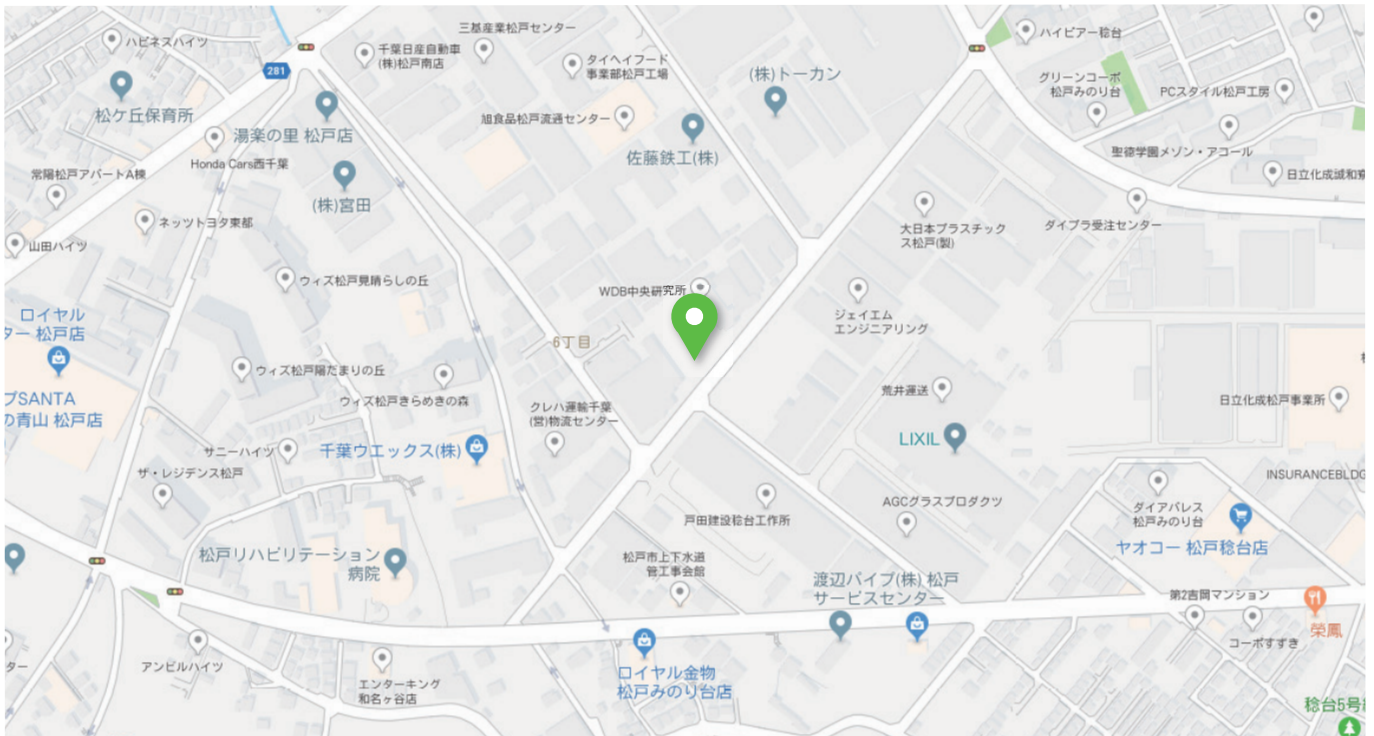 三基産業松戸センター
ハイピアー稔台
ハピネスハイツ
千葉日産自動車
(株)松戸南店
タイヘイフード
事業部松戸工場
(株)トーカン
グリーンコーポ
松戸みのり台
PCスタイル松戸工房
281
松ケ丘保育所
湯楽の里 松戸店
旭食品松戸流通センター
佐藤鉄工(株)
聖徳学園メゾン・アコール
Honda Cars西千葉
常陽松戸アパートA棟
日立化成誠和寮
(株)宮田
ネッツトヨタ東都
大日本プラスチック
ス松戸(製)
ダイプラ受注センター
山田ハイツ
ウィズ松戸見晴らしの丘
WDB中央研究所
ロイヤル
ター 松戸店
ジェイエム
エンジニアリング
6丁目
ウィズ松戸陽だまりの丘
プSANTA
の青山 松戸店
ウィズ松戸きらめきの森
クレハ運輸千葉
(営)物流センター
荒井運送
日立化成松戸事業所
LIXIL
サニーハイツ
千葉ウエックス(株)
ザ・レジデンス松戸
INSURANCEBLDG
AGCグラスプロダクツ
ダイアパレス
松戸みのり台
戸田建設稔台工作所
ヤオコー 松戸稔台店
松戸リハビリテーション
病院
松戸市上下水道
管工事会館
渡辺パイプ(株) 松戸
サービスセンター
第2吉岡マンション
栄鳳
コーポすずき
ター
アンビルハイツ
エンターキング
和名ヶ谷店
ロイヤル金物
松戸みのり台店
稔台5号